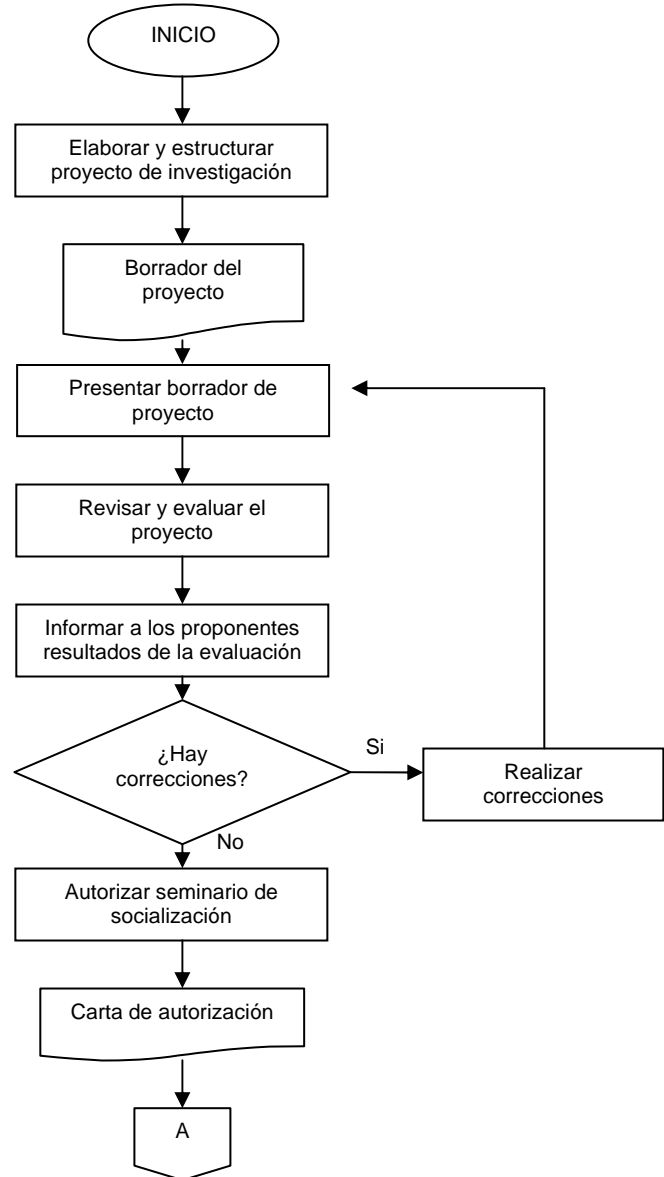 INICIO
Elaborar y estructurar
proyecto de investigación
Borrador del
proyecto
Presentar borrador de
proyecto
Revisar y evaluar el
proyecto
Informar a los proponentes
resultados de la evaluación
¿Hay
correcciones?
Si
Realizar
correcciones
No
Autorizar seminario de
socialización
Carta de autorización
A